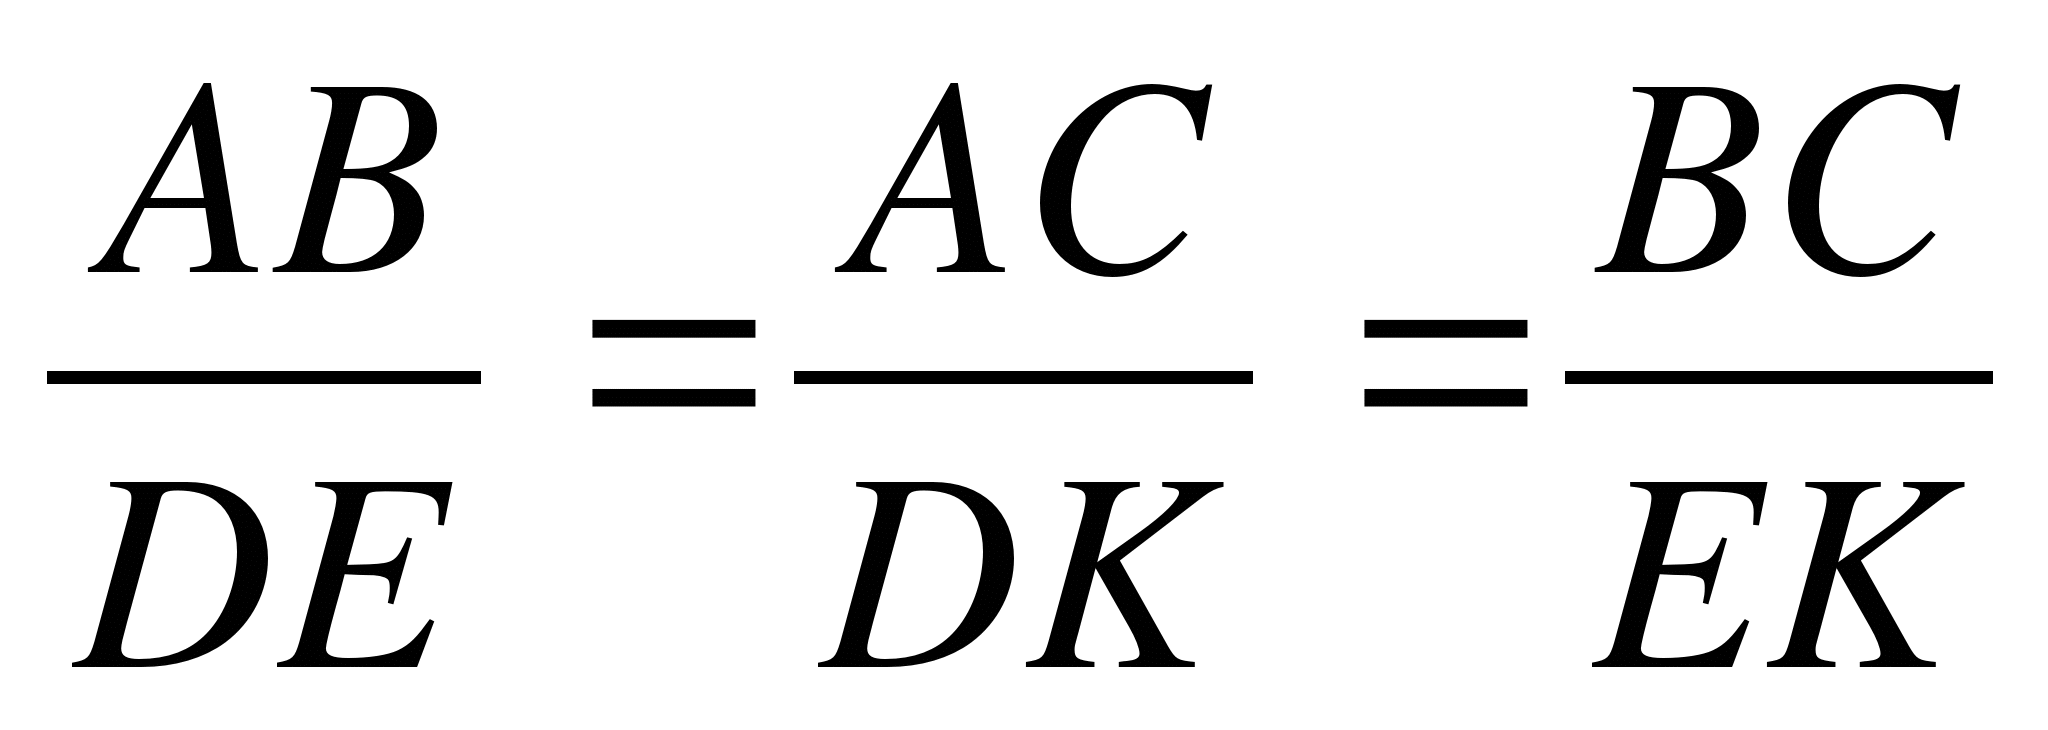 AB/DE = AC/DK = BC/EK